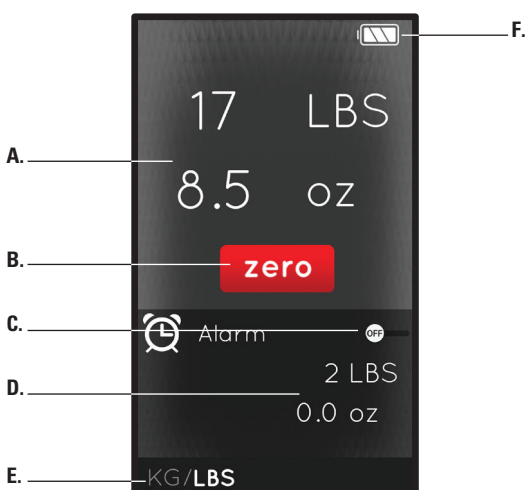 F.
17 LBS
A.
8.5 oz
B.
zero
C.
Alarm OFF
2 LBS
D.
0.0 oz
E.
KG/LBS